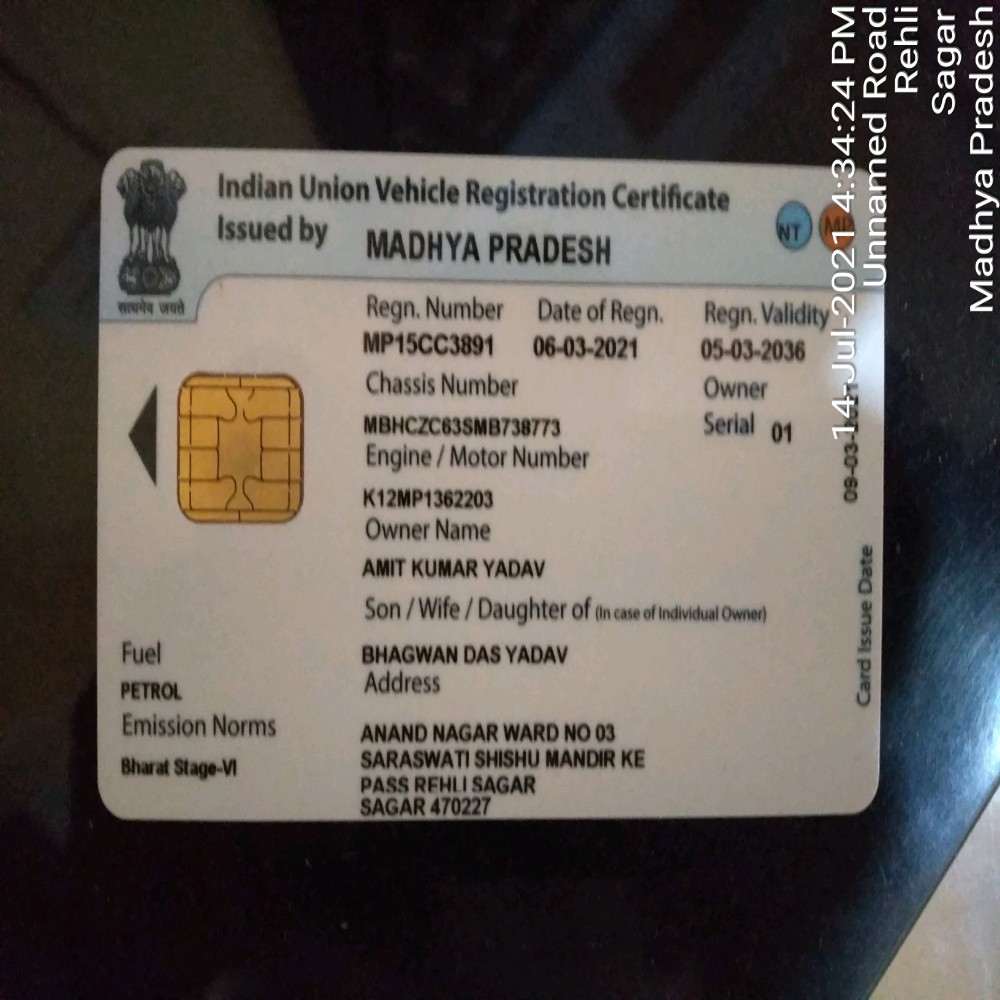 Indian Union Vehicle Registration Certificate
Issued by MADHYA PRADESH
NT MP
सत्यमेव जयते
Regn. Number Date of Regn. Regn. Validity
MP15CC3891 06-03-2021 05-03-2036
Chassis Number Owner
MBHCZC63SMB738773 Serial 01
Engine / Motor Number
K12MP1362203
Owner Name
AMIT KUMAR YADAV
Son / Wife / Daughter of (In case of Individual Owner)
Fuel BHAGWAN DAS YADAV
PETROL Address
Emission Norms ANAND NAGAR WARD NO 03
Bharat Stage-VI SARASWATI SHISHU MANDIR KE
PASS REHLI SAGAR
SAGAR 470227
Card Issue Date
14-Jul-2021 4:34:24 PM
Unnamed Road
Rehli
Sagar
Madhya Pradesh